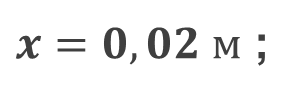 x = 0,02 м ;